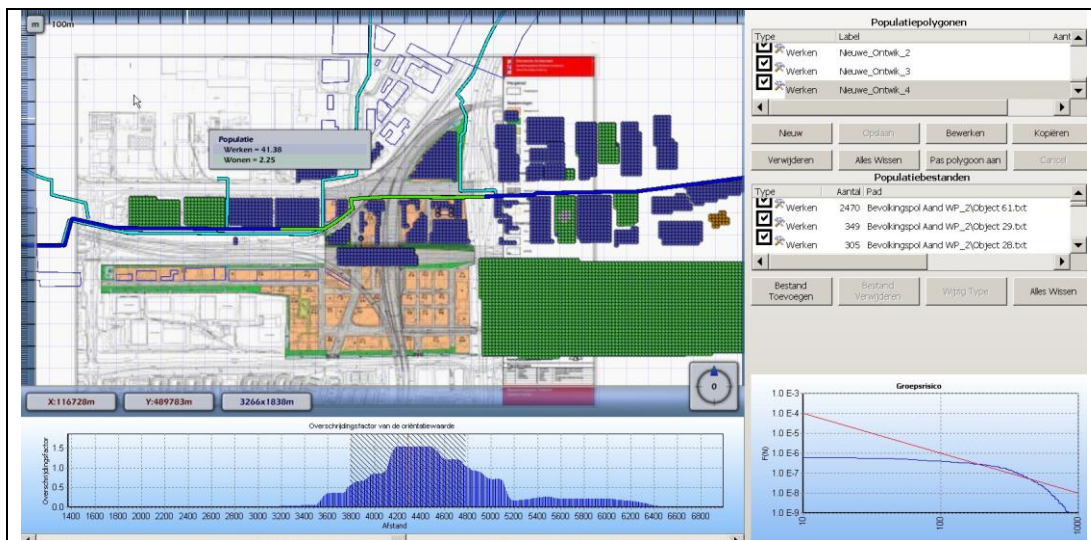 m
100m
Populatie
Werken = 41.38
Wonen = 2.25
X:116728m
Y:489783m
3266x1838m
0
Populatiepolygonen
Type Label Aant
Werken Nieuwe_Ontwik_2
Werken Nieuwe_Ontwik_3
Werken Nieuwe_Ontwik_4
Nieuw Opslaan Bewerken Kopiëren
Verwijderen Alles Wissen Pas polygoon aan Cancel
Populatiebestanden
Type Aantal Pad
Werken 2470 Bevolkingspol Aand WP_2\Object 61.txt
Werken 349 Bevolkingspol Aand WP_2\Object 29.txt
Werken 305 Bevolkingspol Aand WP_2\Object 28.txt
Bestand Toevoegen Bestand Verwijderen Wijzig Type Alles Wissen
Overschrijdingsfactor van de oriëntatiewaarde
Overschrijdingsfactor
1.5
1.0
0.5
0.0
1400 1600 1800 2000 2200 2400 2600 2800 3000 3200 3400 3600 3800 4000 4200 4400 4600 4800 5000 5200 5400 5600 5800 6000 6200 6400 6600 6800
Afstand
Groepsrisico
F(N)
1.0 E-3
1.0 E-4
1.0 E-5
1.0 E-6
1.0 E-7
1.0 E-8
1.0 E-9
10 100 1000